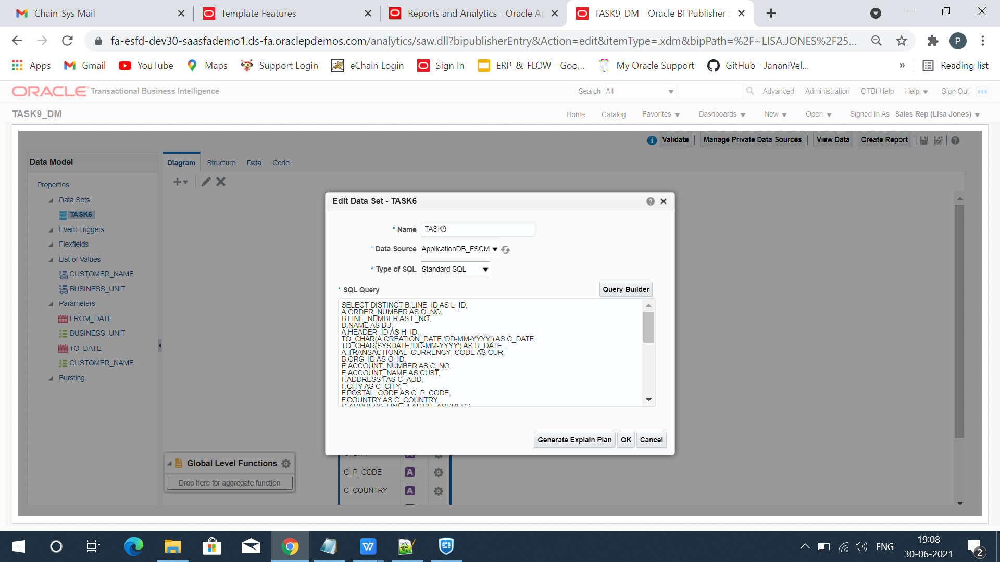 Chain-Sys Mail
Template Features
Reports and Analytics - Oracle Ap
TASK9_DM - Oracle BI Publisher :
fa-esfd-dev30-saasfademo1.ds-fa.oraclepdemos.com/analytics/saw.dll?bipublisherEntry&Action=edit&itemType=.xdm&bipPath=%2F~LISA.JONES%2F25...
P
Apps
Gmail
YouTube
Maps
Support Login
eChain Login
Sign In
ERP_&_FLOW - Goo...
My Oracle Support
GitHub - JananiVel...
»
Reading list
ORACLE Transactional Business Intelligence
Search All
Advanced
Administration
OTBI Help
Help
Sign Out
TASK9_DM
Home
Catalog
Favorites
Dashboards
New
Open
Signed In As Sales Rep (Lisa Jones)
Validate
Manage Private Data Sources
View Data
Create Report
Data Model
Diagram
Structure
Data
Code
Properties
Data Sets
TASK6
Event Triggers
Flexfields
List of Values
CUSTOMER_NAME
BUSINESS_UNIT
Parameters
FROM_DATE
BUSINESS_UNIT
TO_DATE
CUSTOMER_NAME
Bursting
Edit Data Set - TASK6
* Name TASK9
* Data Source ApplicationDB_FSCM
* Type of SQL Standard SQL
* SQL Query
Query Builder
SELECT DISTINCT B.LINE_ID AS L_ID,
A.ORDER_NUMBER AS O_NO,
B.LINE_NUMBER AS L_NO,
D.NAME AS BU,
A.HEADER_ID AS H_ID,
TO_CHAR(A.CREATION_DATE,'DD-MM-YYYY') AS C_DATE,
TO_CHAR(SYSDATE,'DD-MM-YYYY') AS R_DATE ,
A.TRANSACTIONAL_CURRENCY_CODE AS CUR,
B.ORG_ID AS O_ID,
E.ACCOUNT_NUMBER AS C_NO,
E.ACCOUNT_NAME AS CUST,
F.ADDRESS1 AS C_ADD,
F.CITY AS C_CITY,
F.POSTAL_CODE AS C_P_CODE,
F.COUNTRY AS C_COUNTRY,
G.ADDRESS_LINE_1 AS BU_ADDRESS
Generate Explain Plan
OK
Cancel
Global Level Functions
Drop here for aggregate function
C_P_CODE A
C_COUNTRY A
ENG
19:08
30-06-2021
2